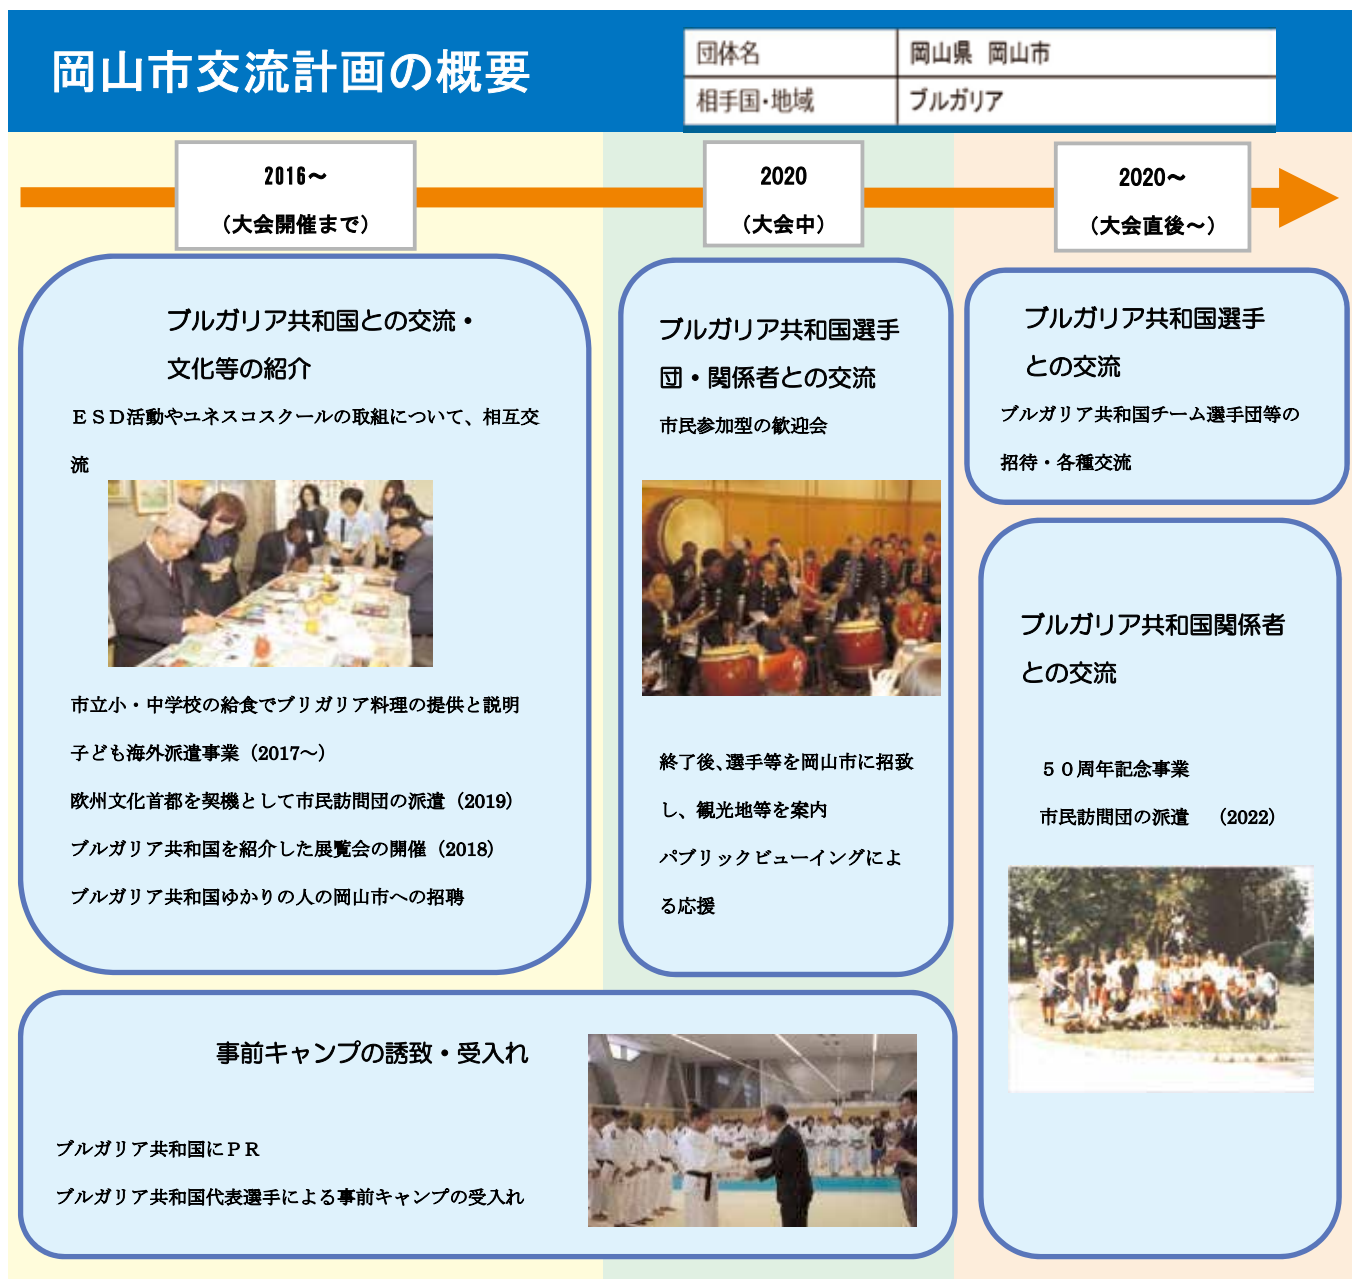 岡山市交流計画の概要
団体名 岡山県 岡山市
相手国・地域 ブルガリア
2016～
（大会開催まで）
2020
（大会中）
2020～
（大会直後～）
ブルガリア共和国との交流・
文化等の紹介
ＥＳＤ活動やユネスコスクールの取組について、相互交
流
市立小・中学校の給食でブリガリア料理の提供と説明
子ども海外派遣事業（2017～）
欧州文化首都を契機として市民訪問団の派遣（2019）
ブルガリア共和国を紹介した展覧会の開催（2018）
ブルガリア共和国ゆかりの人の岡山市への招聘
ブルガリア共和国選手
団・関係者との交流
市民参加型の歓迎会
終了後、選手等を岡山市に招致
し、観光地等を案内
パブリックビューイングによ
る応援
ブルガリア共和国選手
との交流
ブルガリア共和国チーム選手団等の
招待・各種交流
ブルガリア共和国関係者
との交流
５０周年記念事業
市民訪問団の派遣 （2022）
事前キャンプの誘致・受入れ
ブルガリア共和国にＰＲ
ブルガリア共和国代表選手による事前キャンプの受入れ